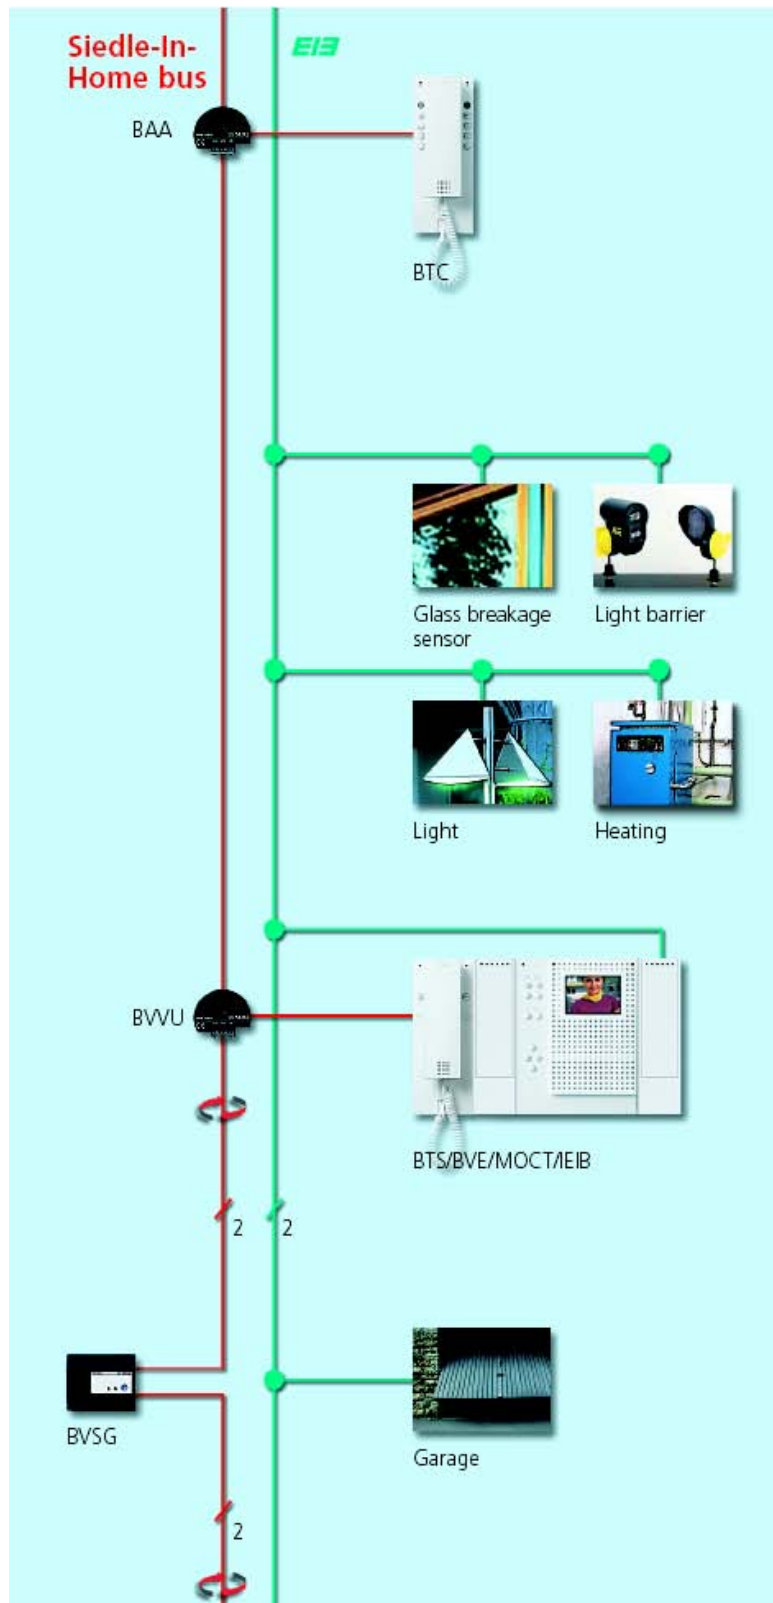 Siedle-In-
Home bus
EIB
BAA
BTC
Glass breakage
sensor
Light barrier
Light
Heating
BVVU
BTS/BVE/MOCT/IEIB
2
2
BVSG
Garage
2